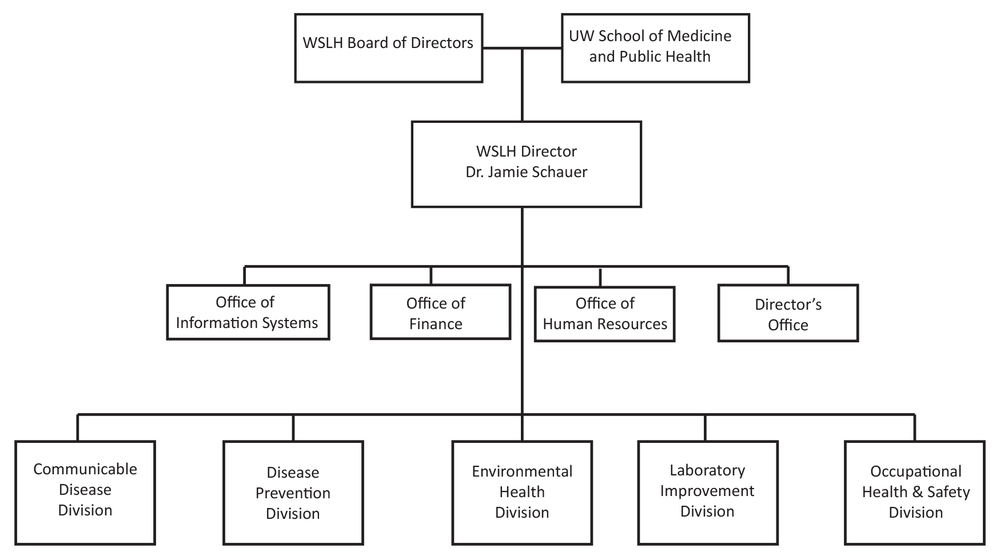 WSLH Board of Directors
UW School of Medicine
and Public Health
WSLH Director
Dr. Jamie Schauer
Office of
Information Systems
Office of
Finance
Office of
Human Resources
Director’s
Office
Communicable
Disease
Division
Disease
Prevention
Division
Environmental
Health
Division
Laboratory
Improvement
Division
Occupational
Health & Safety
Division